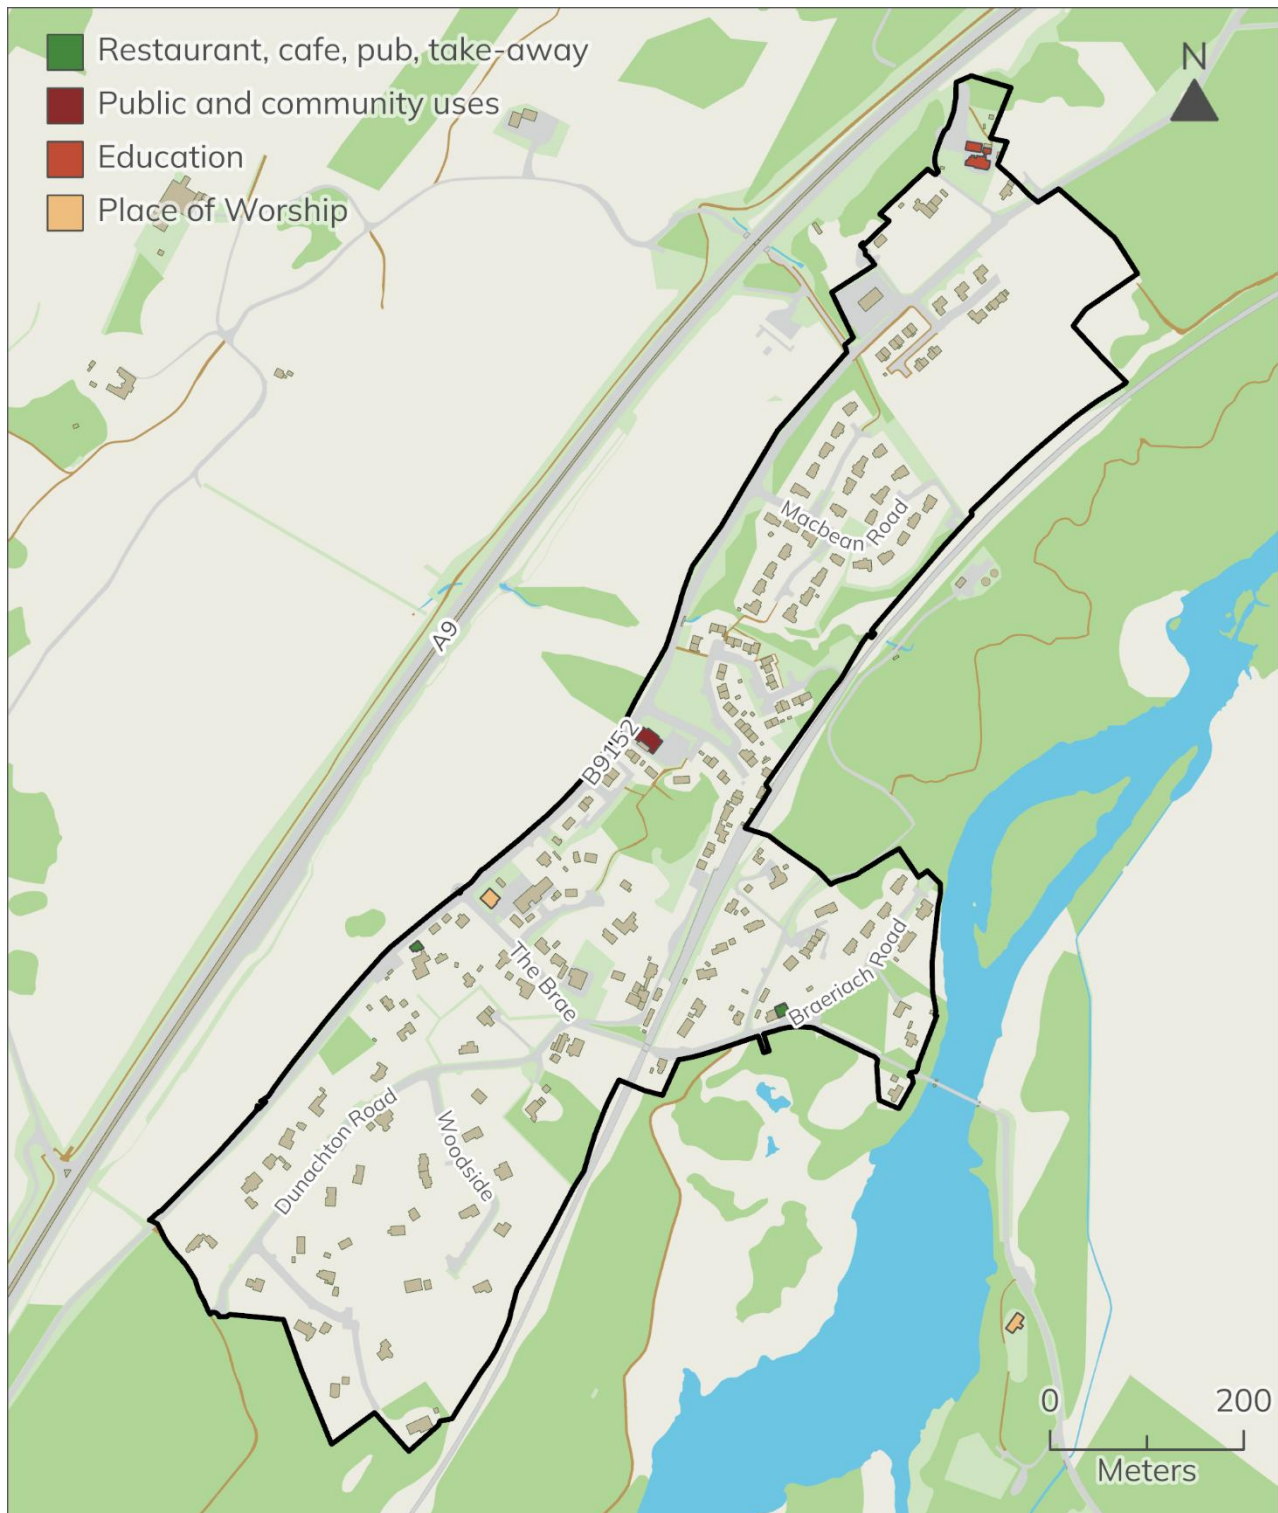 Restaurant, cafe, pub, take-away
Public and community uses
Education
Place of Worship
N
Macbean Road
A9
B9152
The Brae
Braeriach Road
Dunachton Road
Woodside
0 200
Meters